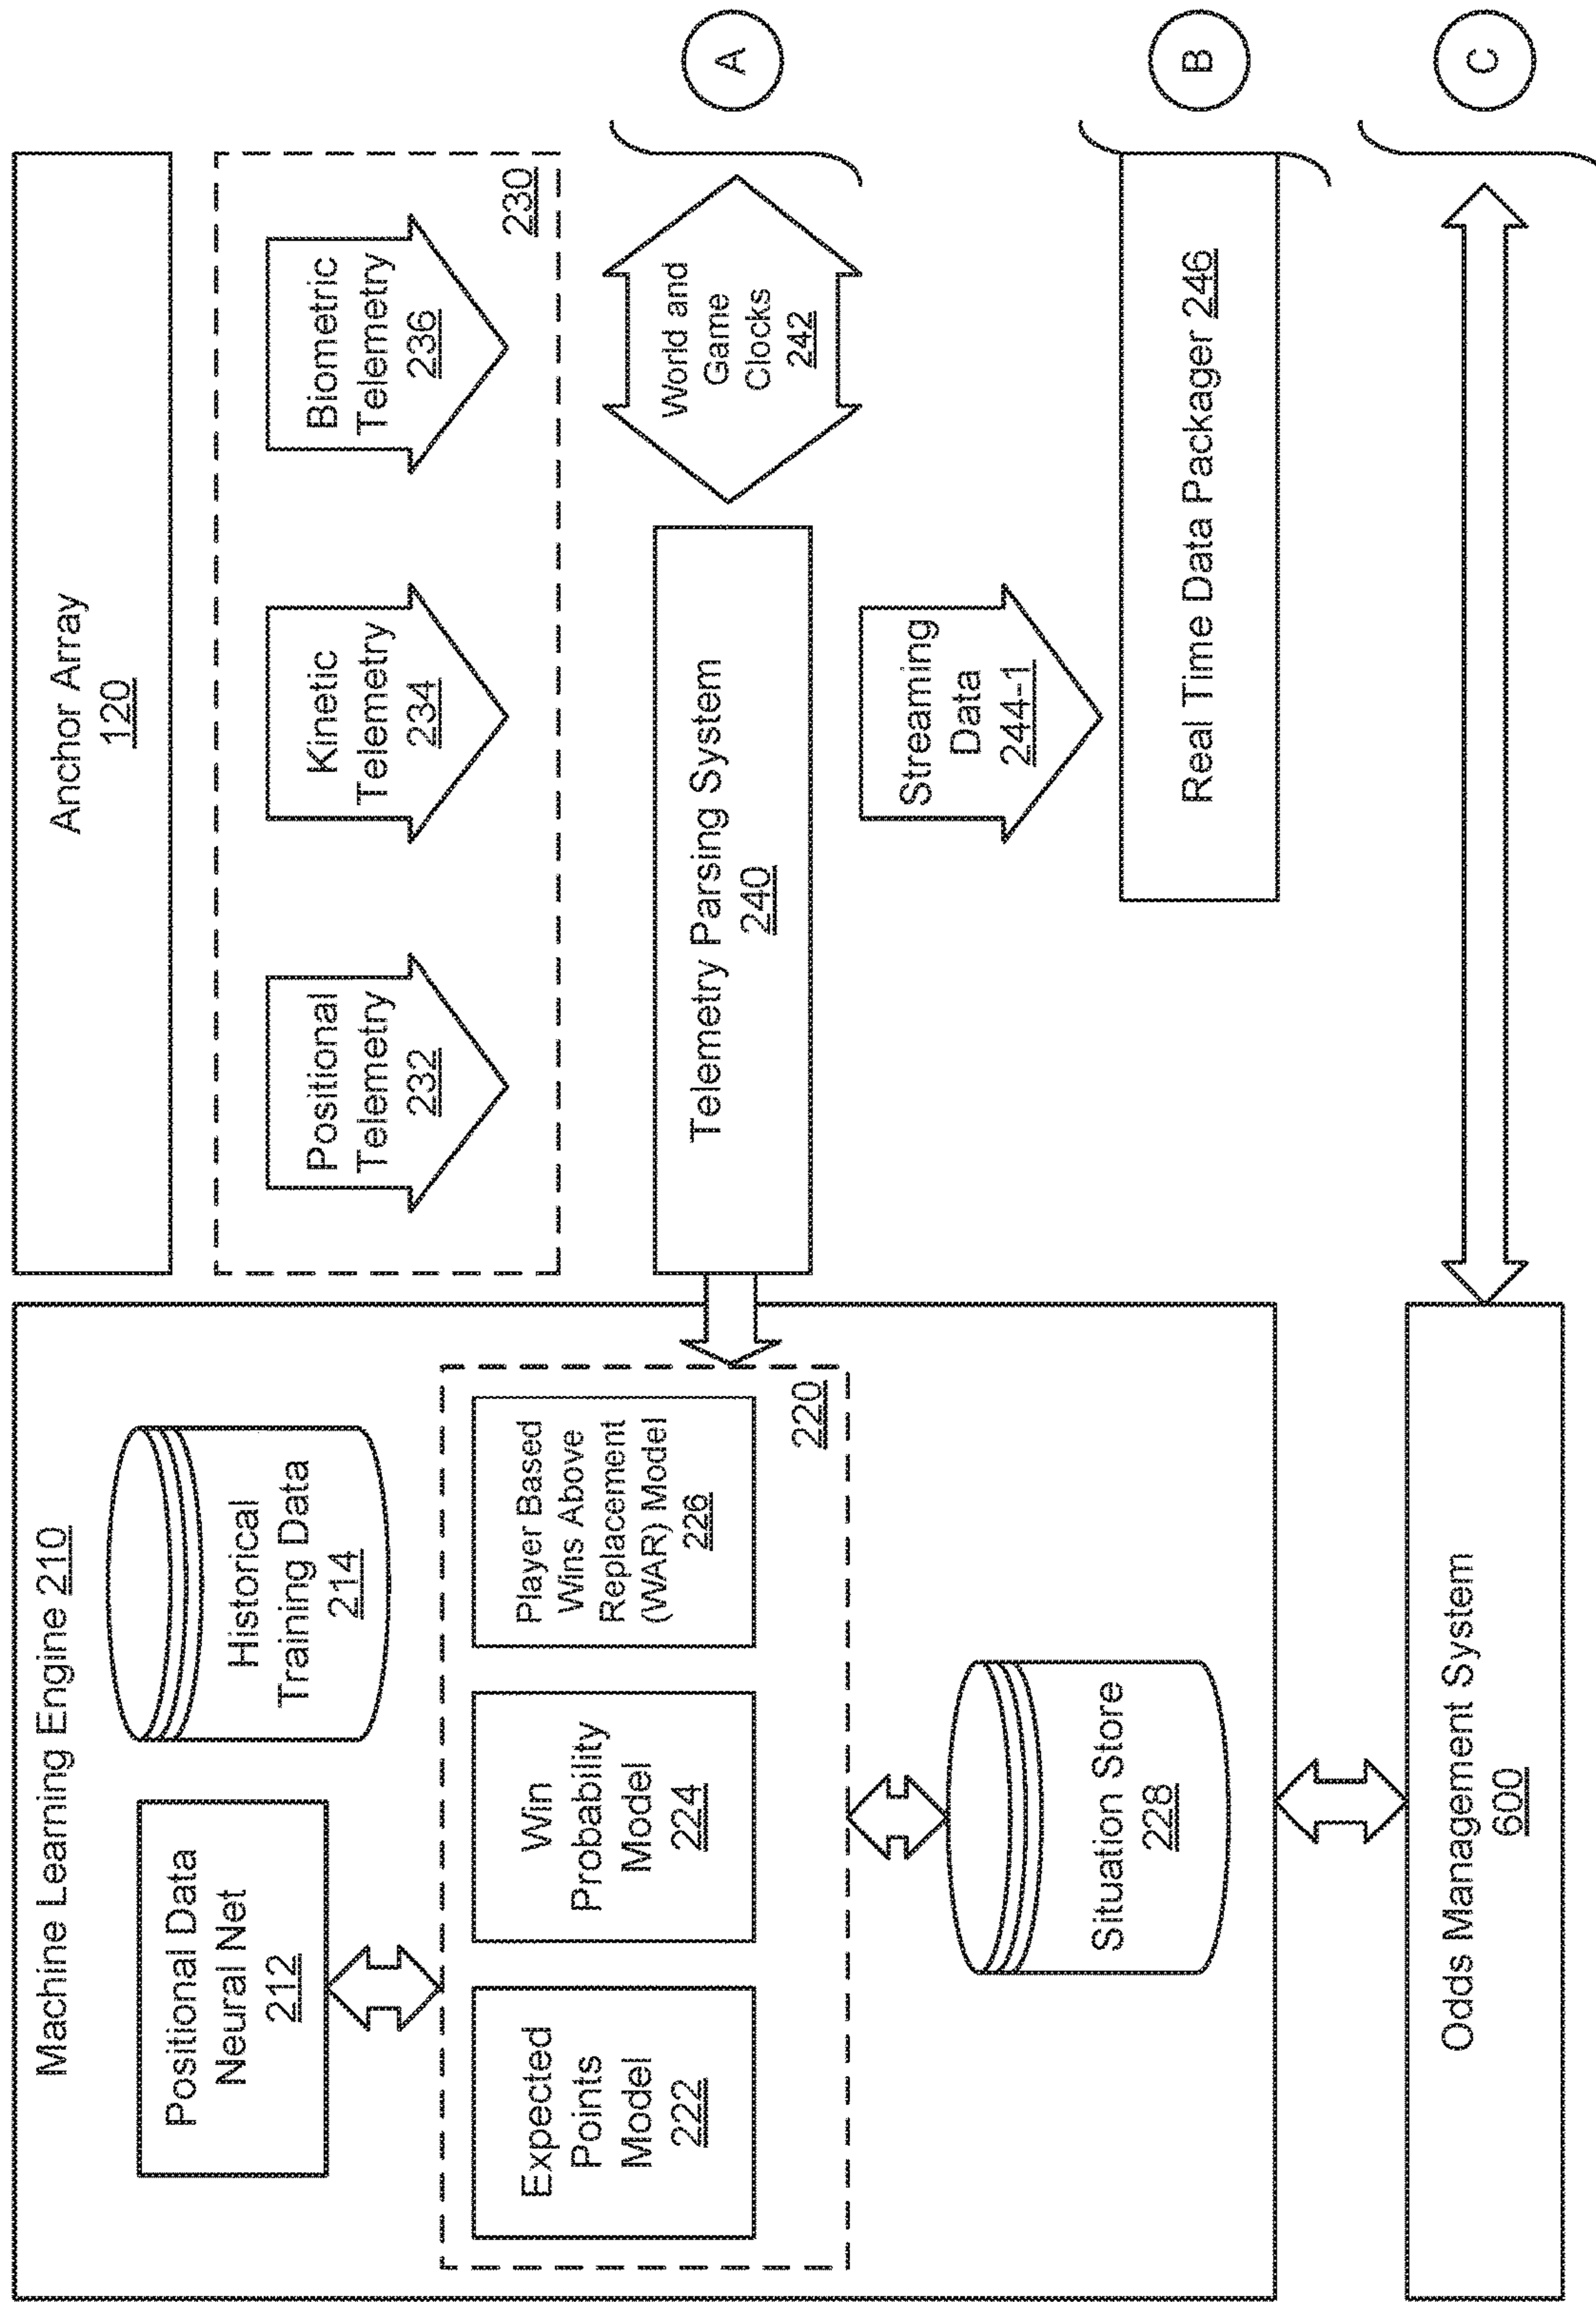 Machine Learning Engine 210
Positional Data
Neural Net
212
Historical
Training Data
214
Expected
Points
Model
222
Win
Probability
Model
224
Player Based
Wins Above
Replacement
(WAR) Model
226
220
Situation Store
228
Odds Management System
600
Anchor Array
120
Positional
Telemetry
232
Kinetic
Telemetry
234
Biometric
Telemetry
236
230
Telemetry Parsing System
240
World and
Game
Clocks
242
A
Streaming
Data
244-1
Real Time Data Packager 246
B
C